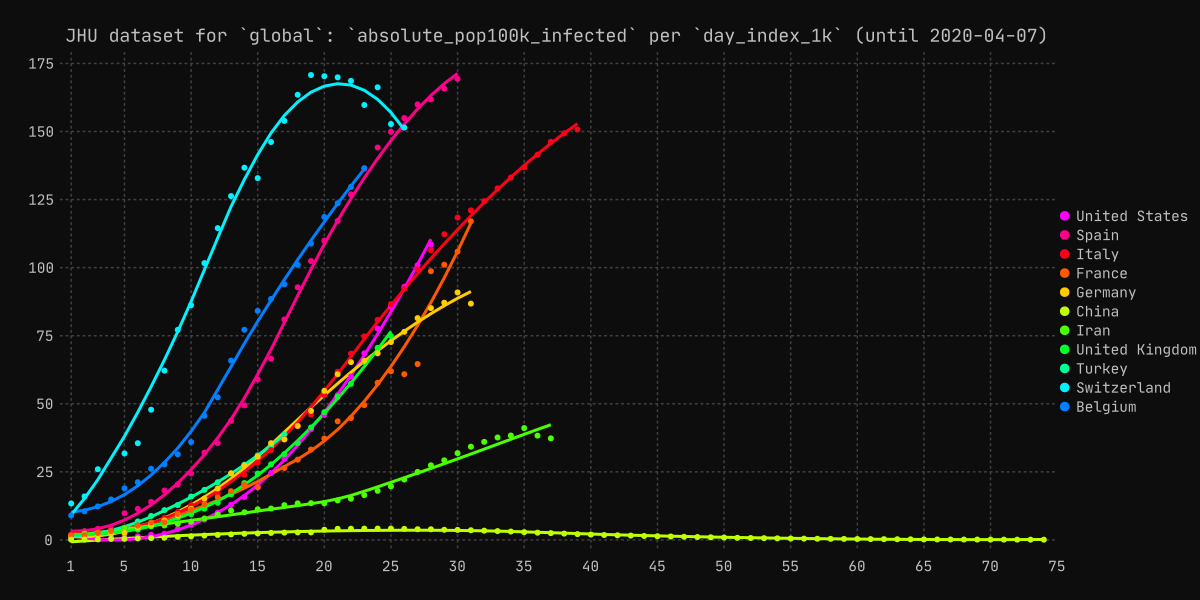 JHU dataset for `global`: `absolute_pop100k_infected` per `day_index_1k` (until 2020-04-07)
175
150
125
100
75
50
25
0
1 5 10 15 20 25 30 35 40 45 50 55 60 65 70 75
United States
Spain
Italy
France
Germany
China
Iran
United Kingdom
Turkey
Switzerland
Belgium